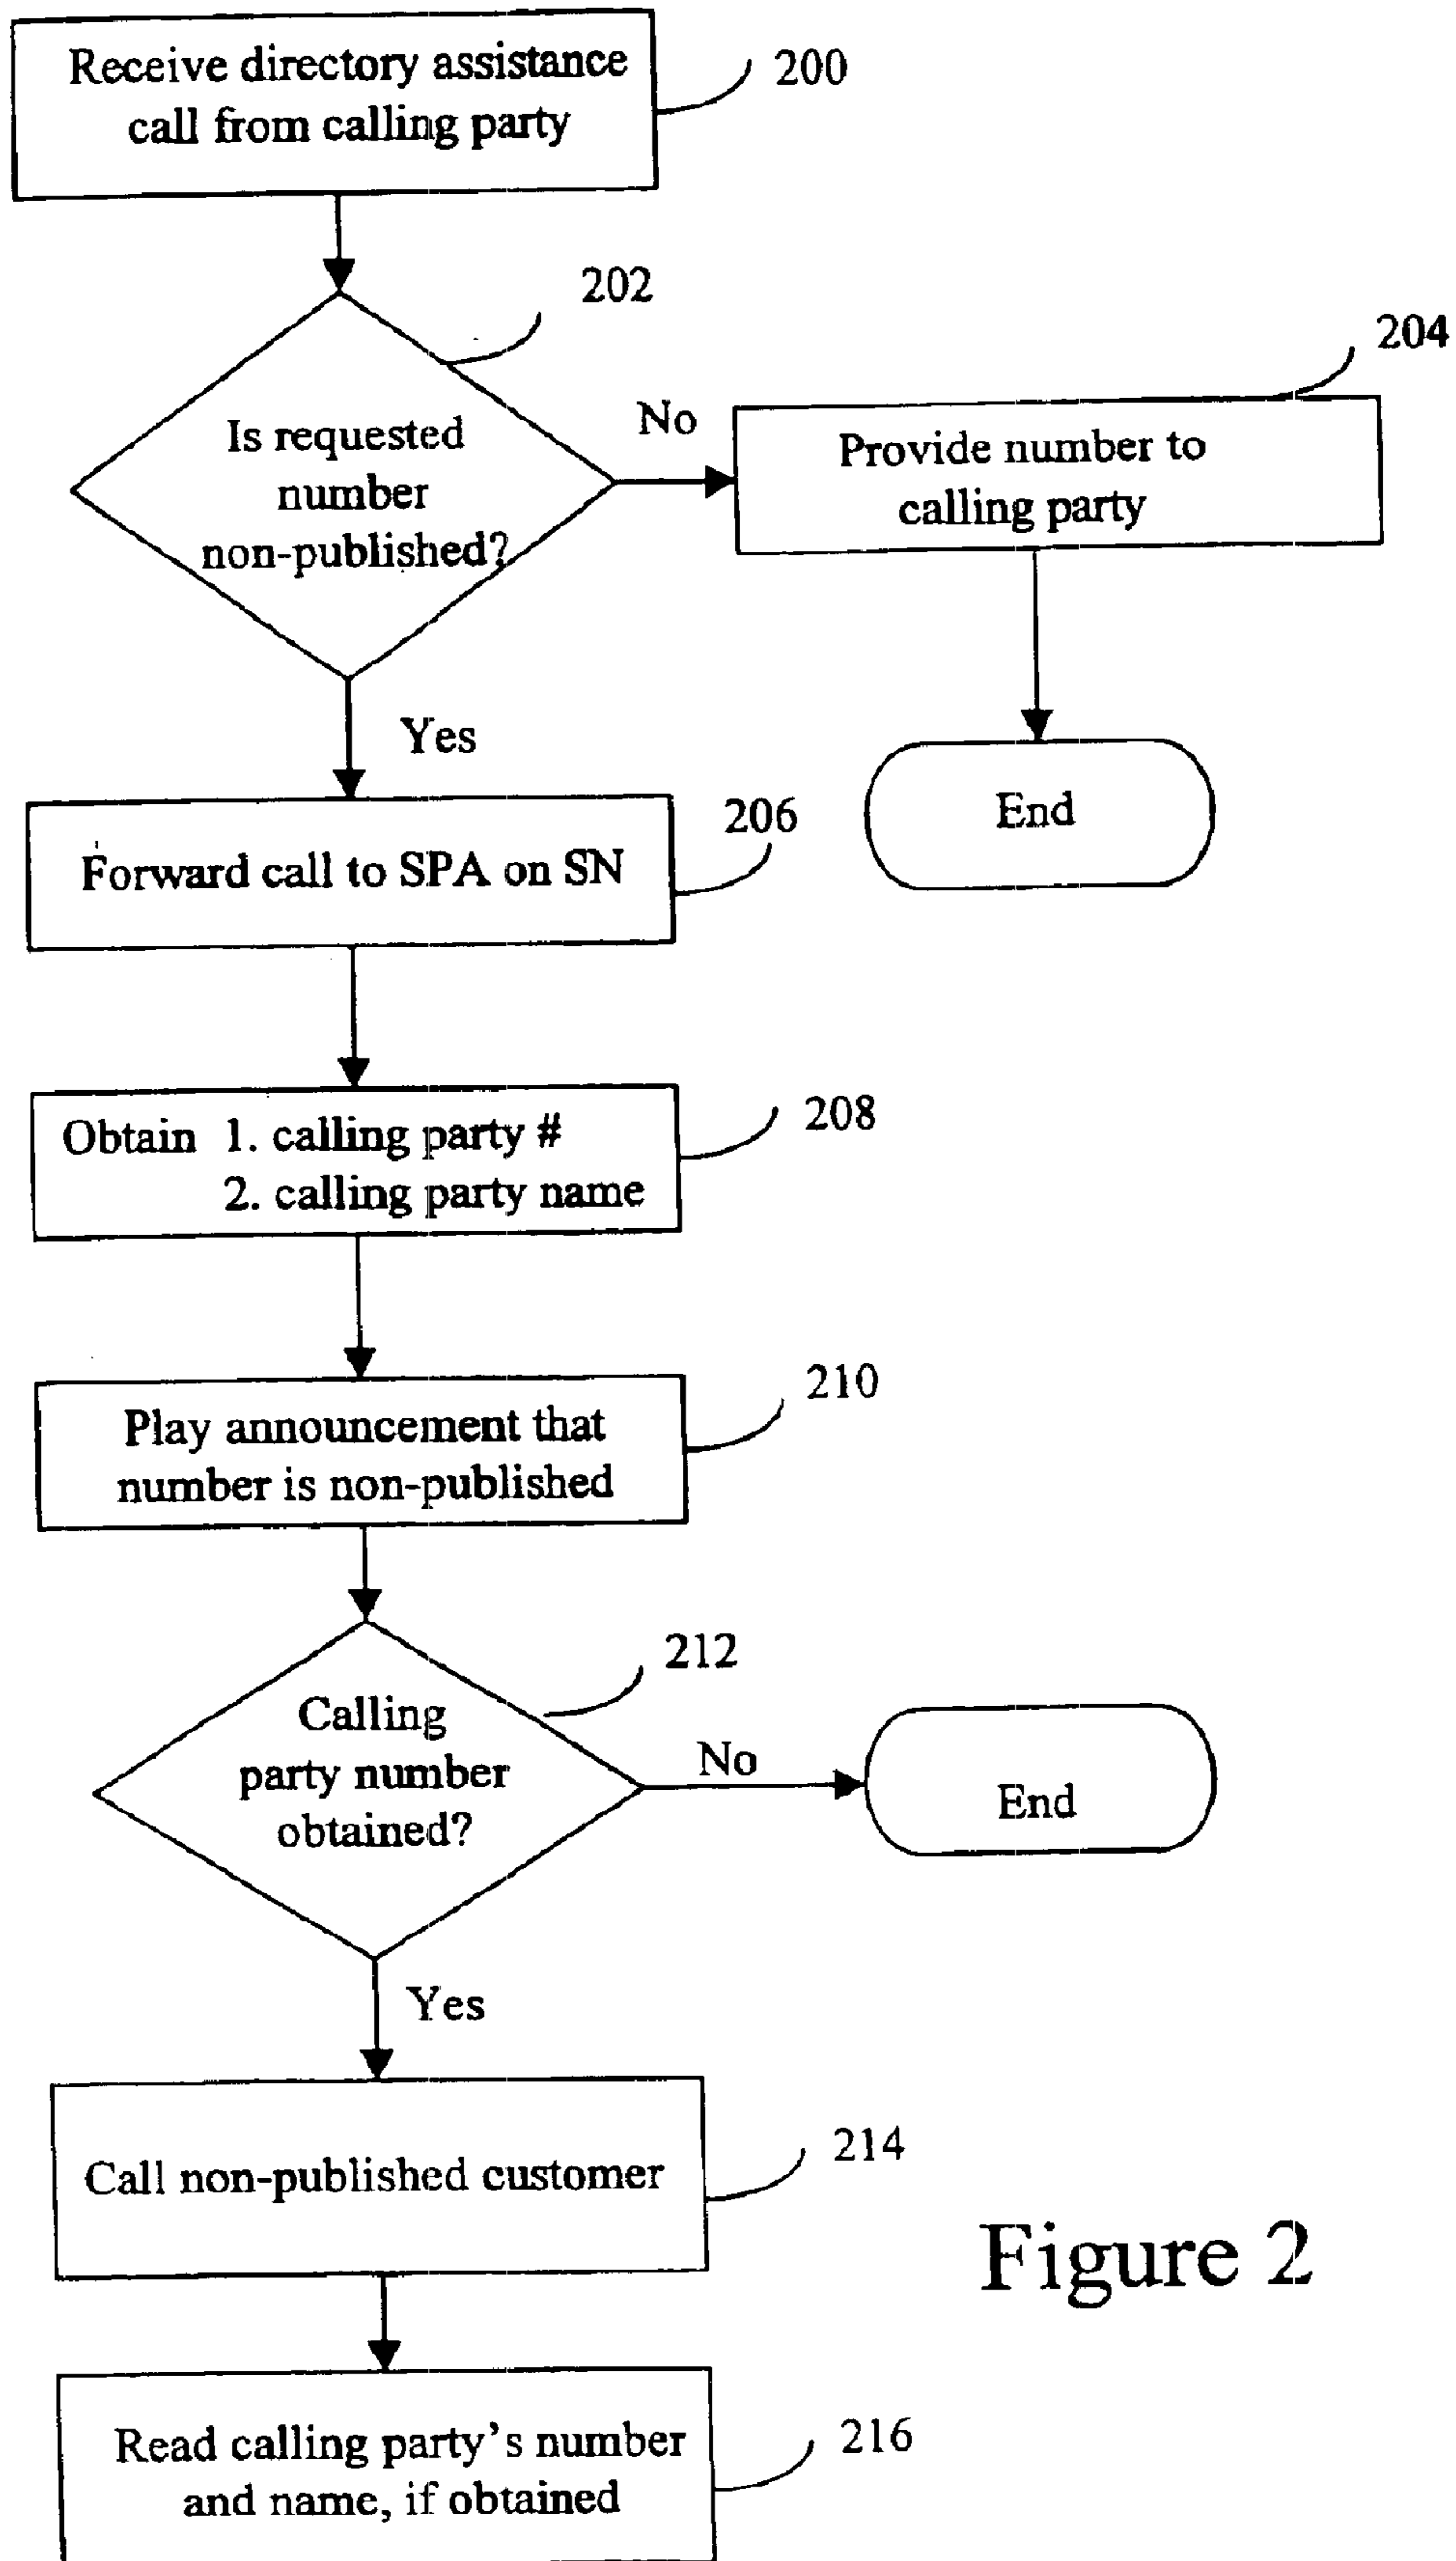 Receive directory assistance
call from calling party
200
202
Is requested
number
non-published?
No
204
Provide number to
calling party
End
Yes
206
Forward call to SPA on SN
Obtain 1. calling party #
2. calling party name
208
210
Play announcement that
number is non-published
212
Calling
party number
obtained?
No
End
Yes
214
Call non-published customer
Figure 2
216
Read calling party's number
and name, if obtained